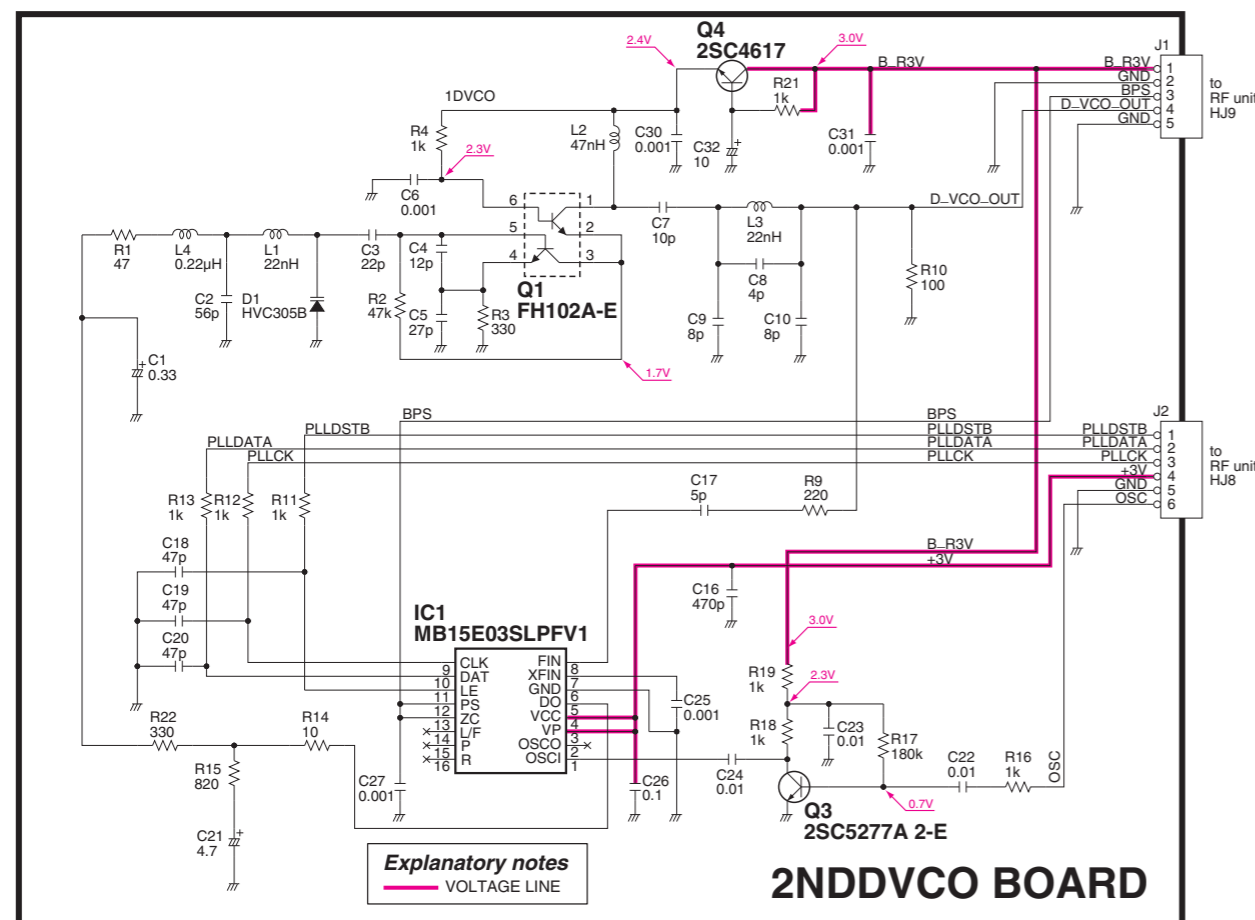 Q4
2SC4617
2.4V
3.0V
B_R3V
B_R3V
GND
BPS
D_VCO_OUT
GND
J1
1
2
3
4
5
to
RF unit
HJ9
1DVCO
R4
1k
2.3V
L2
47nH
C30
0.001
C32
10
R21
1k
C31
0.001
C6
0.001
6
5
4
1
2
3
Q1
FH102A-E
C7
10p
L3
22nH
D_VCO_OUT
C8
4p
C9
8p
C10
8p
R10
100
R1
47
L4
0.22µH
L1
22nH
C3
22p
C4
12p
C2
56p
D1
HVC305B
R2
47k
C5
27p
R3
330
1.7V
C1
+
0.33
BPS
PLLDSTB
PLLDATA
PLLCK
BPS
PLLDSTB
PLLDATA
PLLCK
PLLDSTB
PLLDATA
PLLCK
+3V
GND
OSC
J2
1
2
3
4
5
6
to
RF unit
HJ8
R13
1k
R12
1k
R11
1k
C17
5p
R9
220
C18
47p
C19
47p
C20
47p
B_R3V
+3V
C16
470p
IC1
MB15E03SLPFV1
CLK
DAT
LE
PS
ZC
L/F
P
R
9
10
11
12
13
14
15
16
FIN
XFIN
GND
DO
VCC
VP
OSCO
OSCI
8
7
6
5
4
3
2
1
C25
0.001
3.0V
R19
1k
2.3V
R18
1k
C23
0.01
R17
180k
C22
0.01
R16
1k
OSC
R22
330
R14
10
R15
820
C21
+
4.7
C27
0.001
C26
0.1
C24
0.01
0.7V
Q3
2SC5277A 2-E
Explanatory notes
VOLTAGE LINE
2NDDVCO BOARD